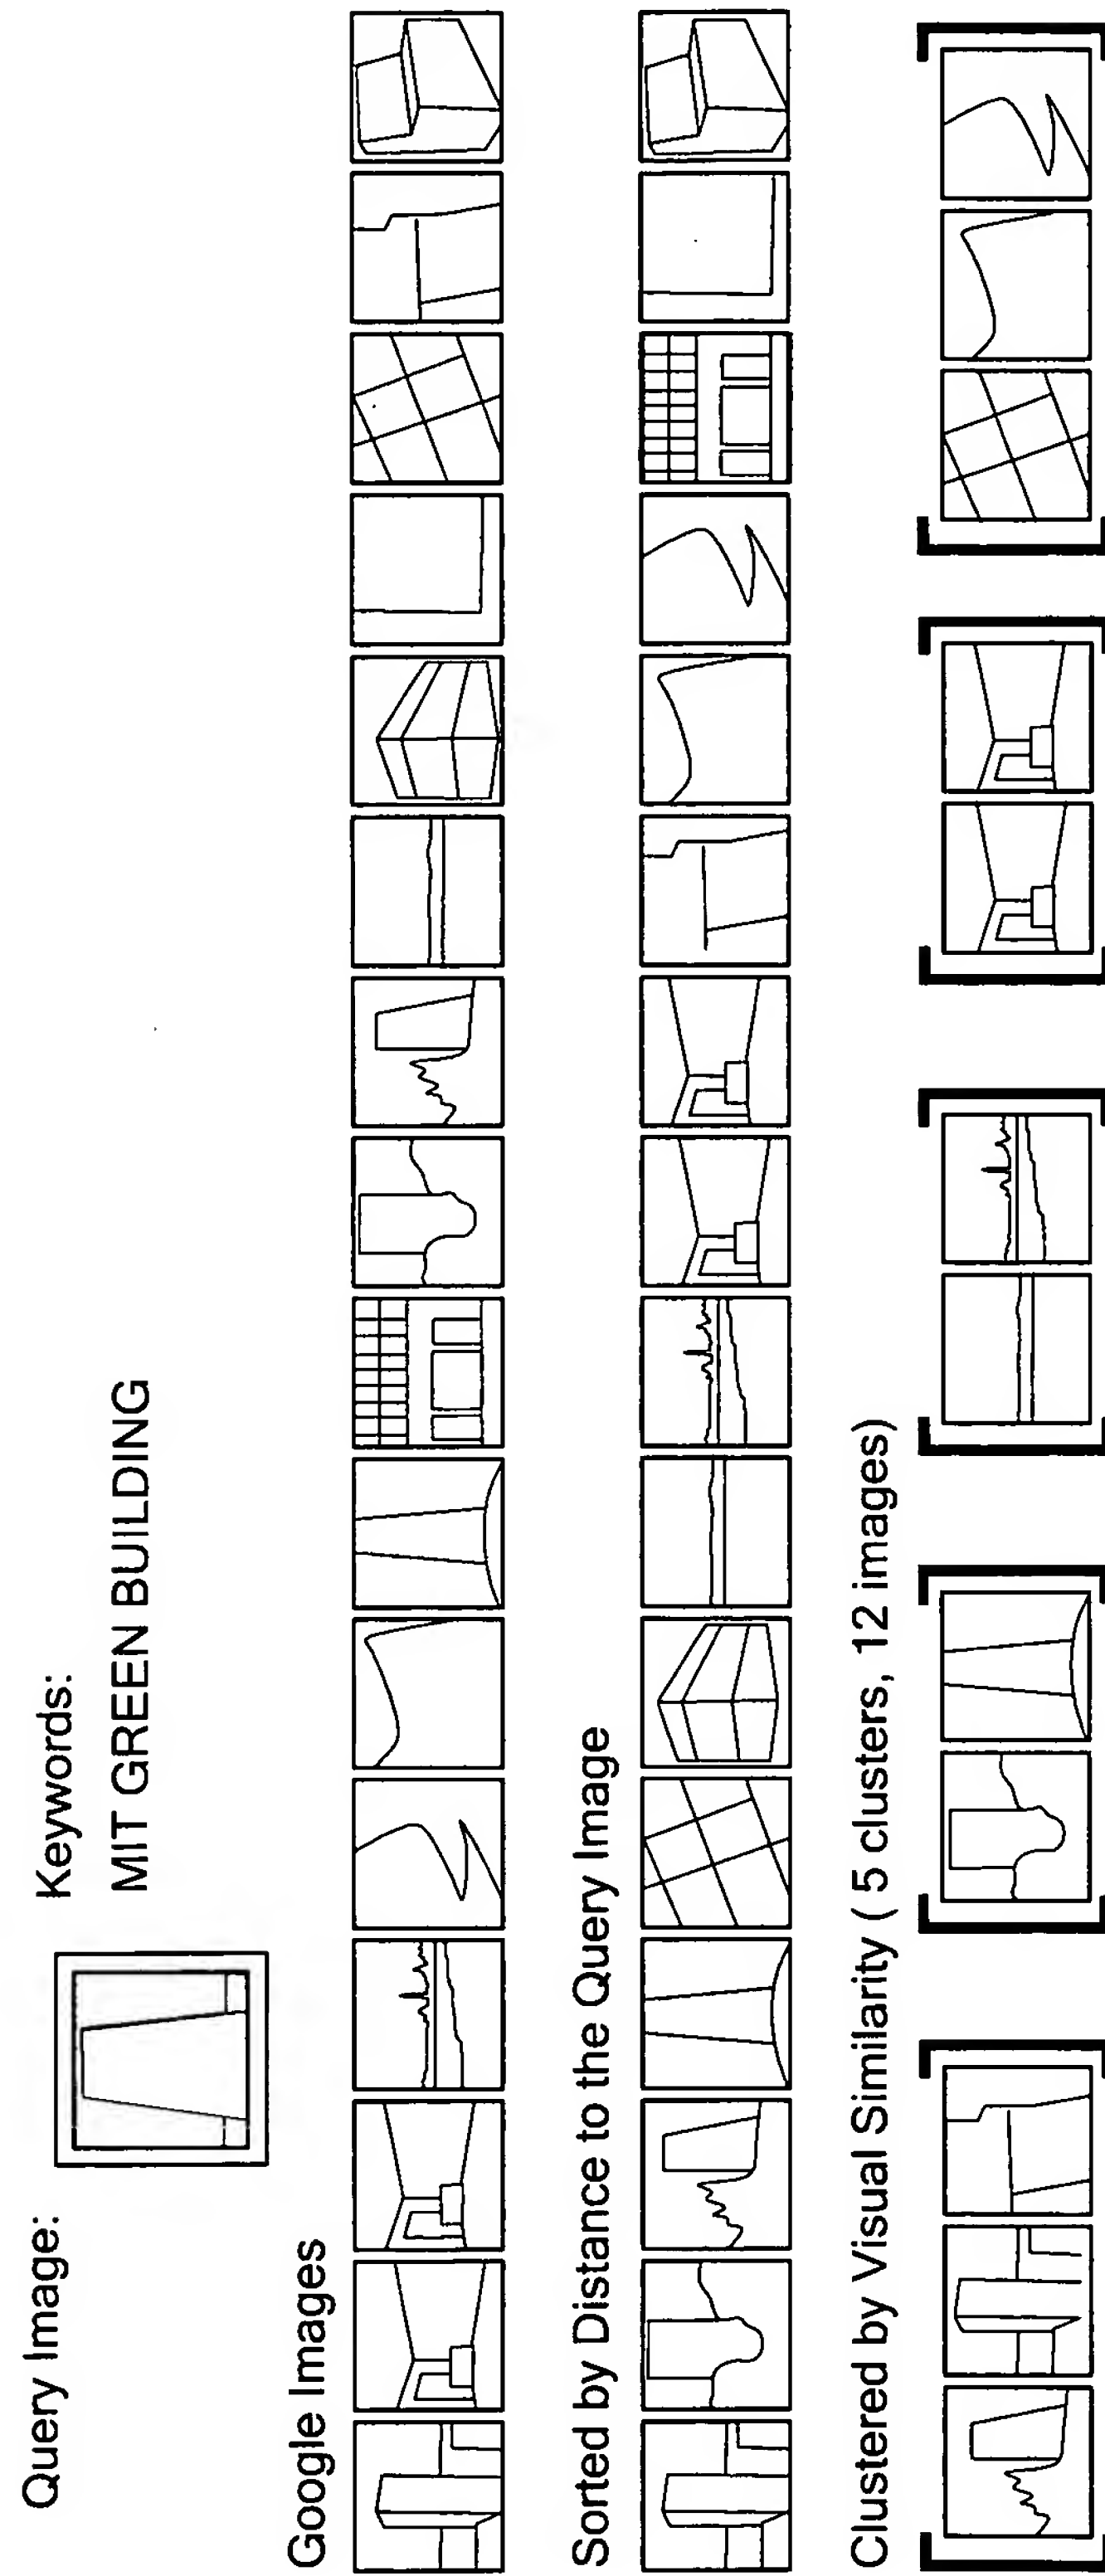 Query Image:
Keywords:
MIT GREEN BUILDING
Google Images
Sorted by Distance to the Query Image
Clustered by Visual Similarity ( 5 clusters, 12 images)